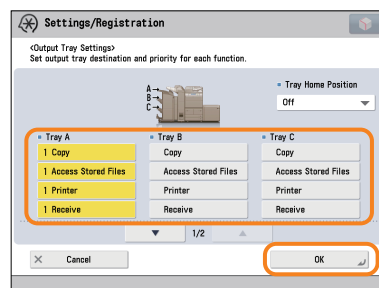 Settings/Registration
<Output Tray Settings>
Set output tray destination and priority for each function.
A
B
C
Tray Home Position
Off
Tray A
Tray B
Tray C
1 Copy
Copy
Copy
1 Access Stored Files
Access Stored Files
Access Stored Files
1 Printer
Printer
Printer
1 Receive
Receive
Receive
1/2
Cancel
OK